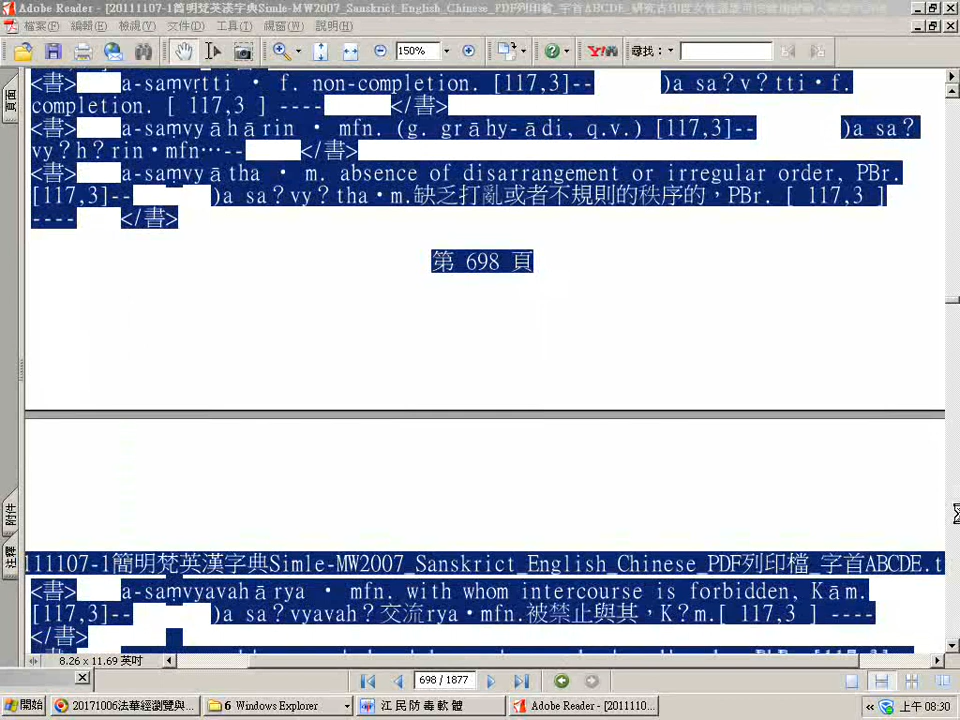 Adobe Reader - [20111107-1簡明梵英漢字典Simle-MW2007_Sanskrict_English_Chinese_PDF列印檔_字首ABCDE_
檔案(F) 編輯(E) 檢視(V) 文件(D) 工具(T) 視窗(W) 說明(H)
150% 尋找：
頁面
<書> a-saṃvṛtti ‧ f. non-completion. [117,3]-- )a sa？v？tti‧f.
completion. [ 117,3 ] ---- </書>
<書> a-saṃvyāhārin ‧ mfn. (g. grāhy-ādi, q.v.) [117,3]-- )a sa？
vy？h？rin‧mfn…-- </書>
<書> a-saṃvyātha ‧ m. absence of disarrangement or irregular order, PBr.
[117,3]-- )a sa？vy？tha‧m.缺乏打亂或者不規則的秩序的，PBr. [ 117,3 ]
---- </書>
第 698 頁
附件
注釋
111107-1簡明梵英漢字典Simle-MW2007_Sanskrict_English_Chinese_PDF列印檔_字首ABCDE.t
<書> a-saṃvyavahārya ‧ mfn. with whom intercourse is forbidden, Kām.
[117,3]-- )a sa？vyavah？交流rya‧mfn.被禁止與其，K？m.[ 117,3 ] ----
</書>
8.26 x 11.69 英吋
698 / 1877
開始 20171006法華經瀏覽與... 6 Windows Explorer 江民防毒軟體 Adobe Reader - [2011110... 上午 08:30